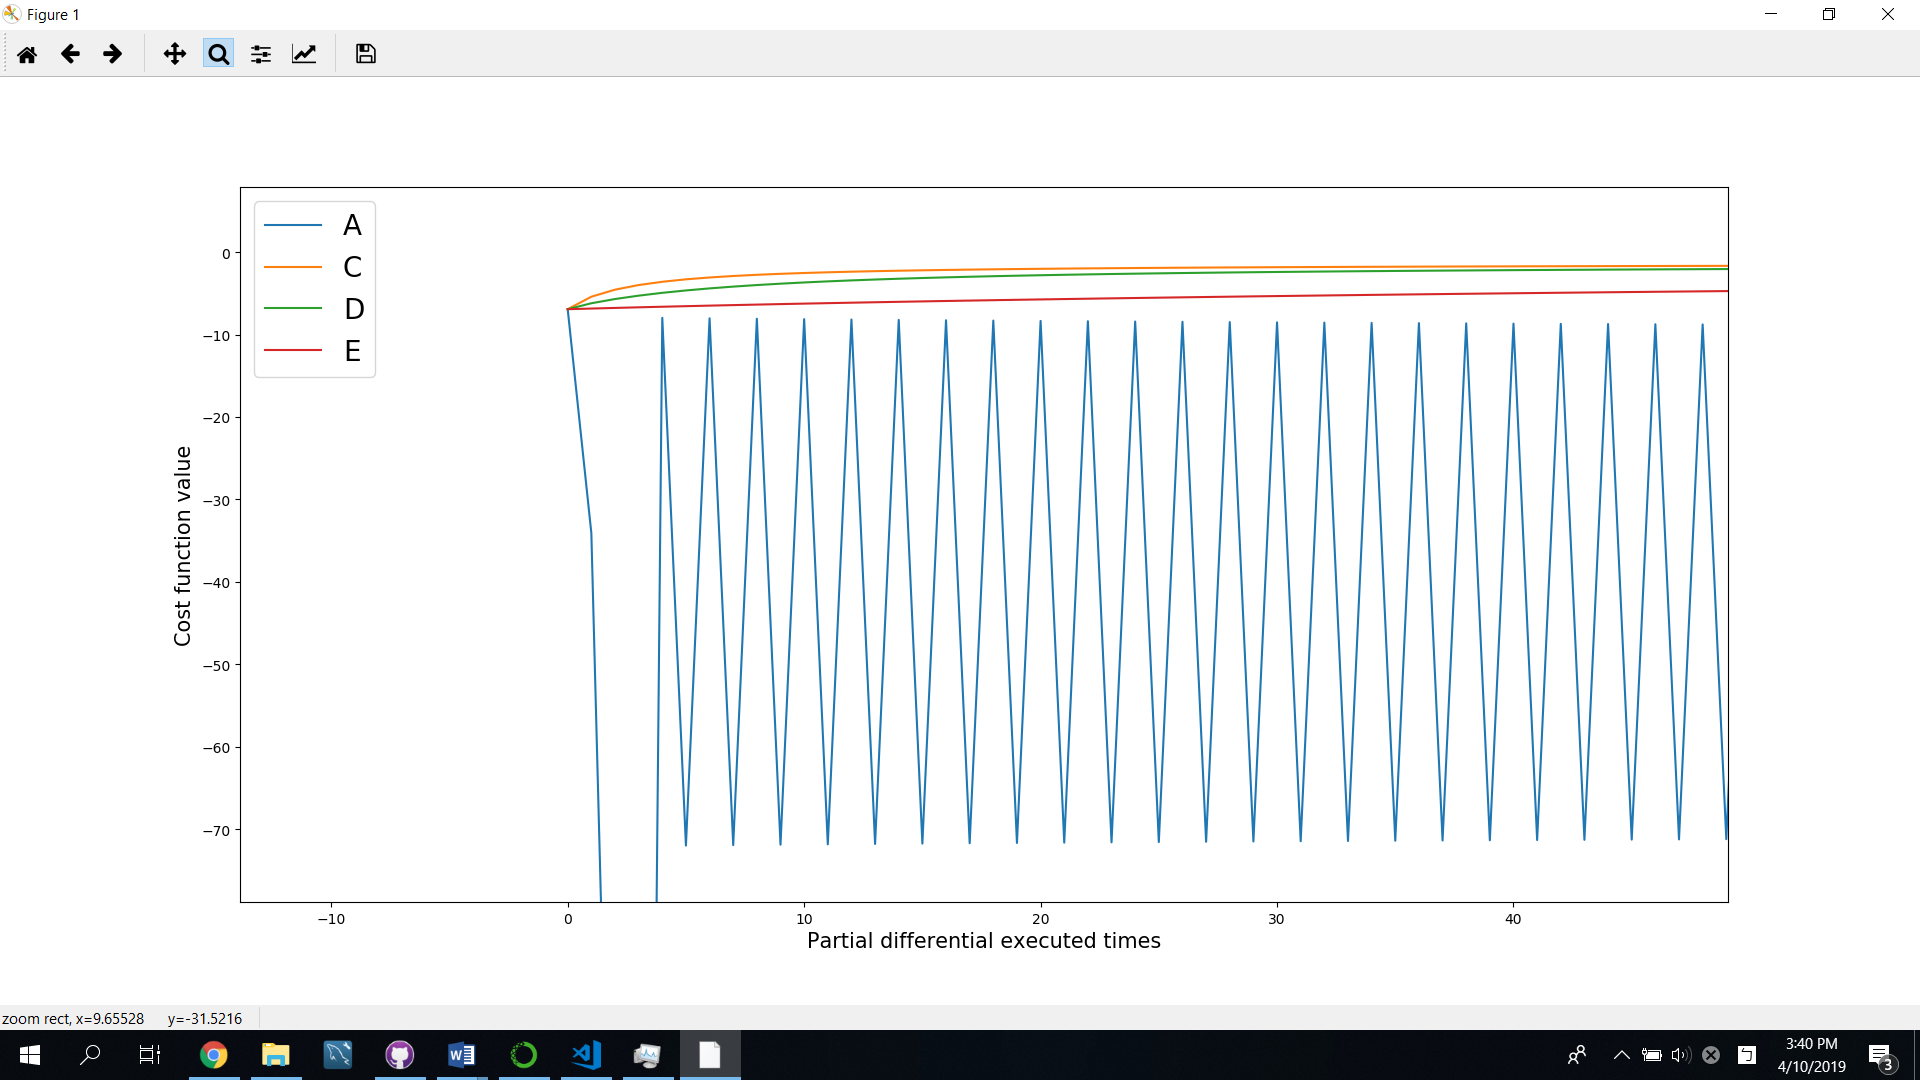 Figure 1
A
C
D
E
0
−10
−20
−30
−40
−50
−60
−70
Cost function value
−10 0 10 20 30 40
Partial differential executed times
zoom rect, x=9.65528 y=-31.5216
3:40 PM
4/10/2019
3